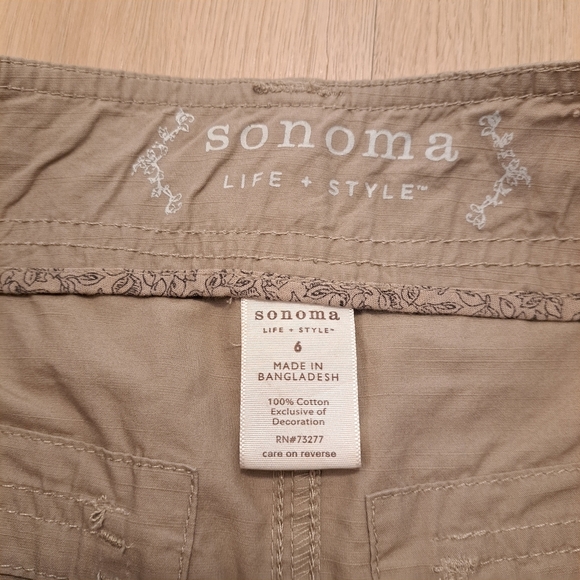 sonoma
LIFE + STYLE™
sonoma
LIFE + STYLE™
6
MADE IN
BANGLADESH
100% Cotton
Exclusive of
Decoration
RN#73277
care on reverse